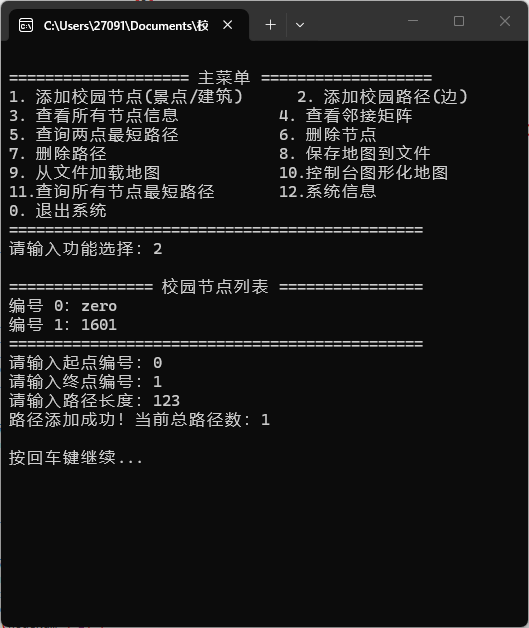 C:\Users\27091\Documents\校
==================== 主菜单 ===================
1. 添加校园节点(景点/建筑)      2. 添加校园路径(边)
3. 查看所有节点信息           4. 查看邻接矩阵
5. 查询两点最短路径           6. 删除节点
7. 删除路径                   8. 保存地图到文件
9. 从文件加载地图             10.控制台图形化地图
11.查询所有节点最短路径       12.系统信息
0. 退出系统
==============================================
请输入功能选择: 2
================ 校园节点列表 ================
编号 0: zero
编号 1: 1601
==============================================
请输入起点编号: 0
请输入终点编号: 1
请输入路径长度: 123
路径添加成功! 当前总路径数: 1
按回车键继续...